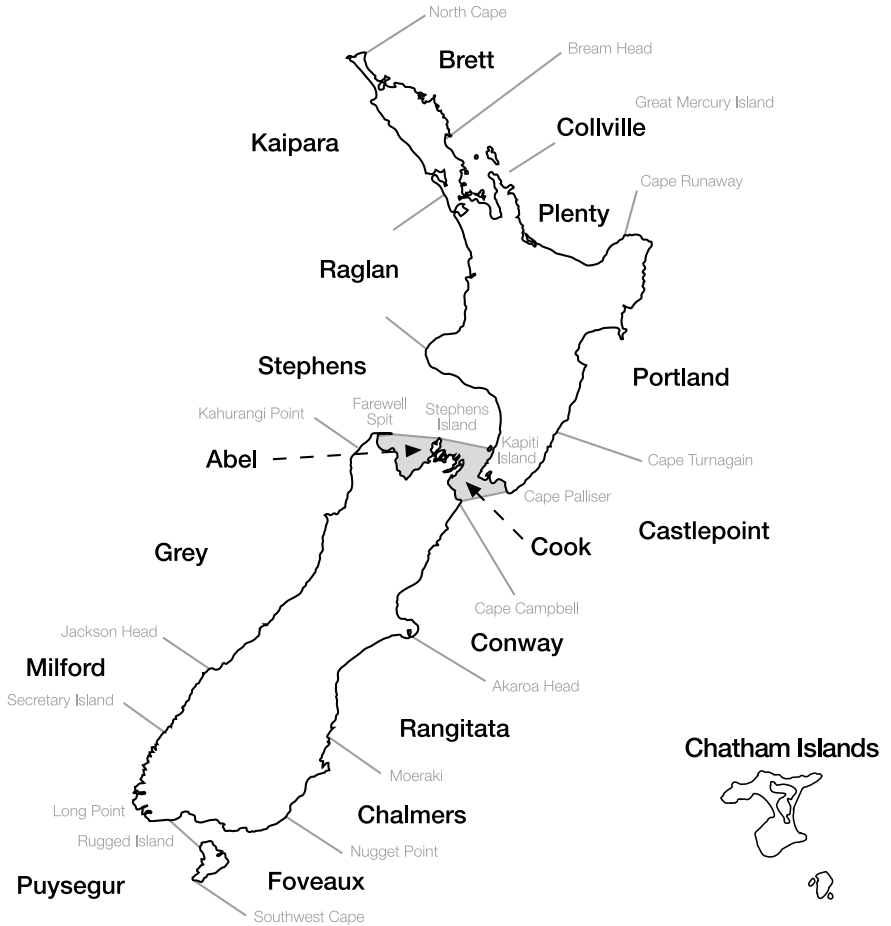 North Cape
Brett
Bream Head
Great Mercury Island
Collville
Kaipara
Cape Runaway
Plenty
Raglan
Stephens
Portland
Farewell
Spit
Stephens
Island
Kahurangi Point
Kapiti
Island
Abel
Cape Turnagain
Cape Palliser
Castlepoint
Cook
Grey
Cape Campbell
Jackson Head
Conway
Milford
Akaroa Head
Secretary Island
Rangitata
Chatham Islands
Moeraki
Long Point
Chalmers
Rugged Island
Nugget Point
Puysegur
Foveaux
Southwest Cape